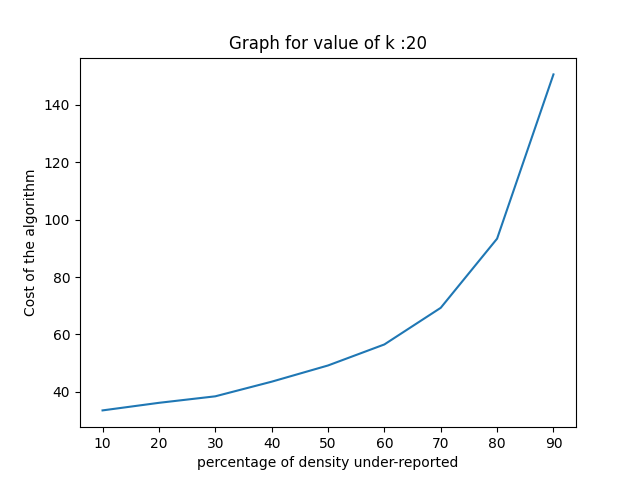 Graph for value of k :20
Cost of the algorithm
140
120
100
80
60
40
10 20 30 40 50 60 70 80 90
percentage of density under-reported